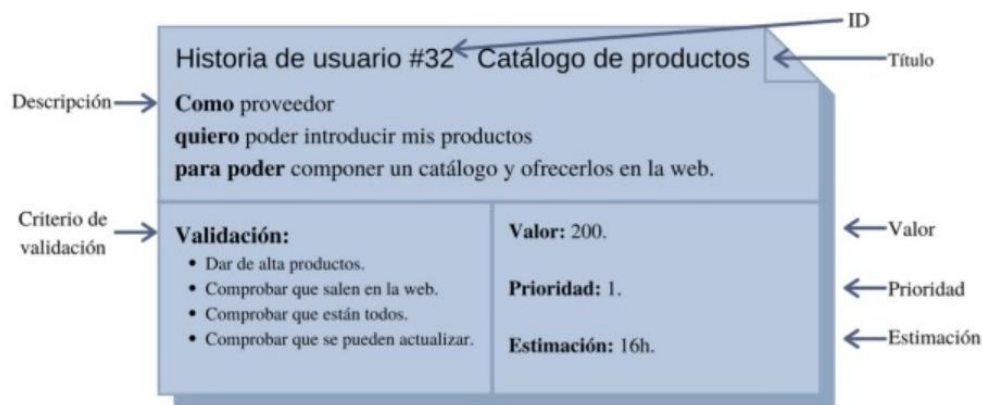 ID
Historia de usuario #32 Catálogo de productos
Título
Descripción
Como proveedor
quiero poder introducir mis productos
para poder componer un catálogo y ofrecerlos en la web.
Criterio de
validación
Validación:
• Dar de alta productos.
• Comprobar que salen en la web.
• Comprobar que están todos.
• Comprobar que se pueden actualizar.
Valor: 200.
Valor
Prioridad: 1.
Prioridad
Estimación: 16h.
Estimación